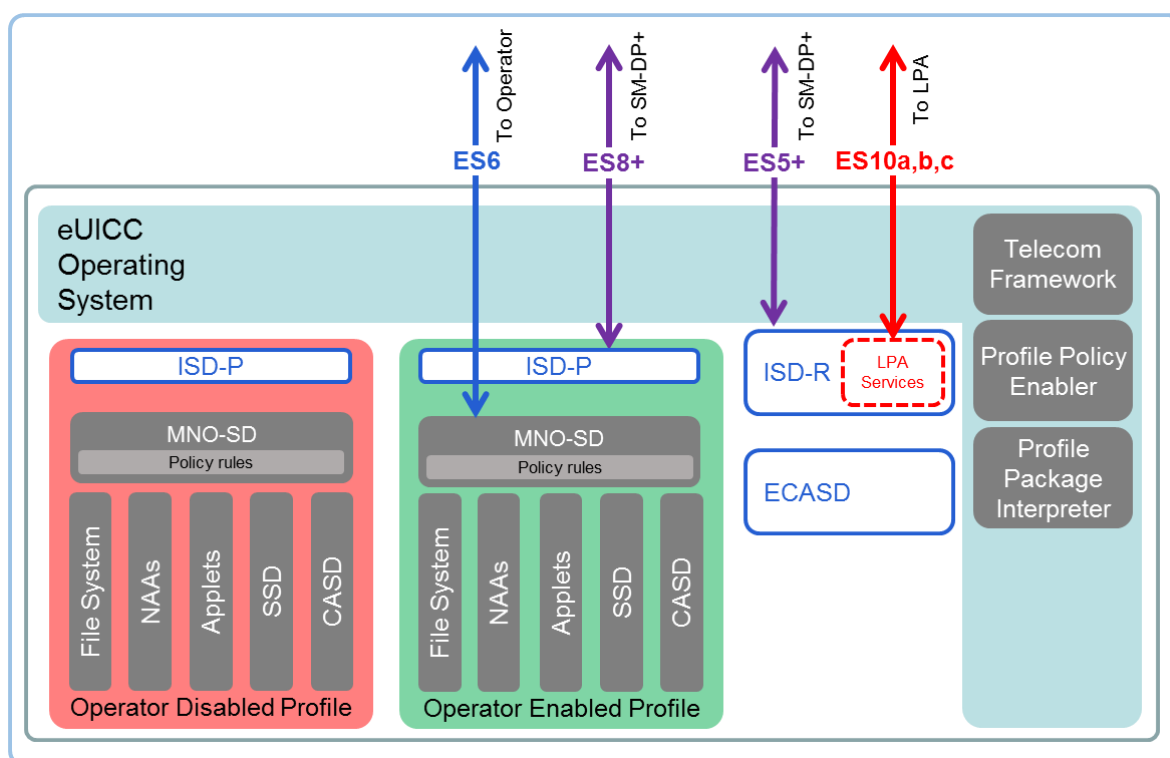 To Operator
To SM-DP+
To SM-DP+
To LPA
ES6
ES8+
ES5+
ES10a,b,c
eUICC
Operating
System
Telecom
Framework
Profile Policy
Enabler
Profile
Package
Interpreter
ISD-P
MNO-SD
Policy rules
File System
NAAs
Applets
SSD
CASD
Operator Disabled Profile
ISD-P
MNO-SD
Policy rules
File System
NAAs
Applets
SSD
CASD
Operator Enabled Profile
ISD-R
LPA
Services
ECASD